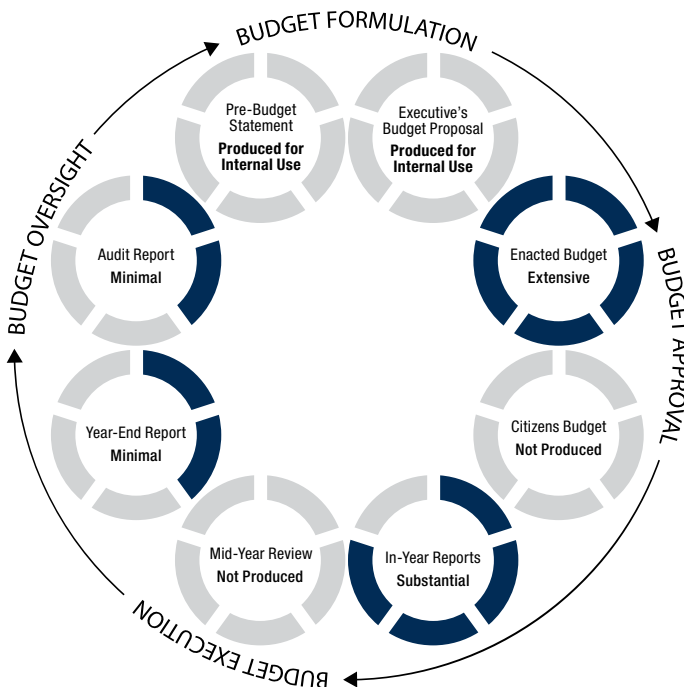 BUDGET FORMULATION
Pre-Budget
Statement
Produced for
Internal Use
Executive's
Budget Proposal
Produced for
Internal Use
Enacted Budget
Extensive
BUDGET APPROVAL
Citizens Budget
Not Produced
In-Year Reports
Substantial
BUDGET EXECUTION
Mid-Year Review
Not Produced
Year-End Report
Minimal
BUDGET OVERSIGHT
Audit Report
Minimal